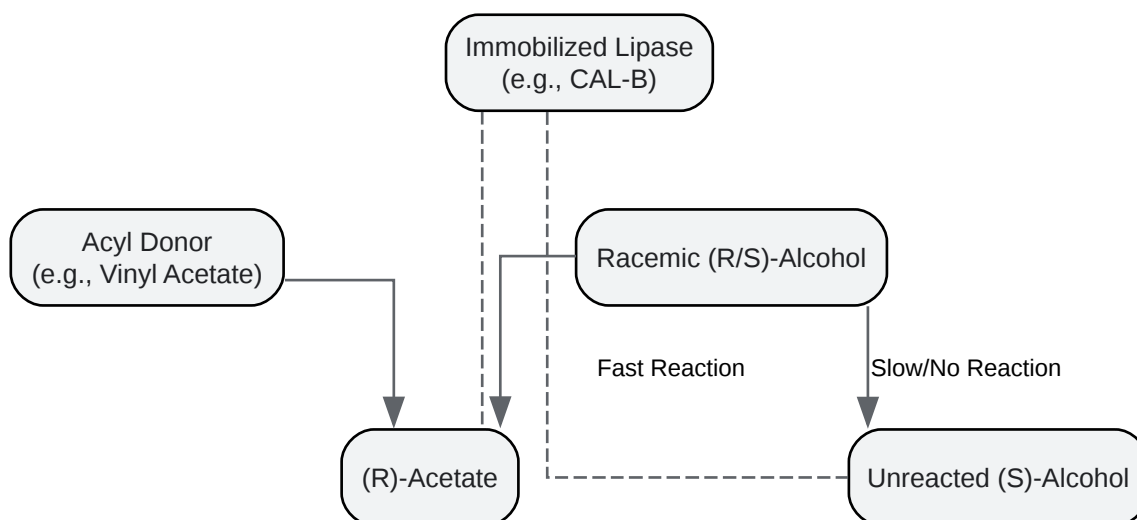 Immobilized Lipase
(e.g., CAL-B)
Acyl Donor
(e.g., Vinyl Acetate)
Racemic (R/S)-Alcohol
Fast Reaction
Slow/No Reaction
(R)-Acetate
Unreacted (S)-Alcohol